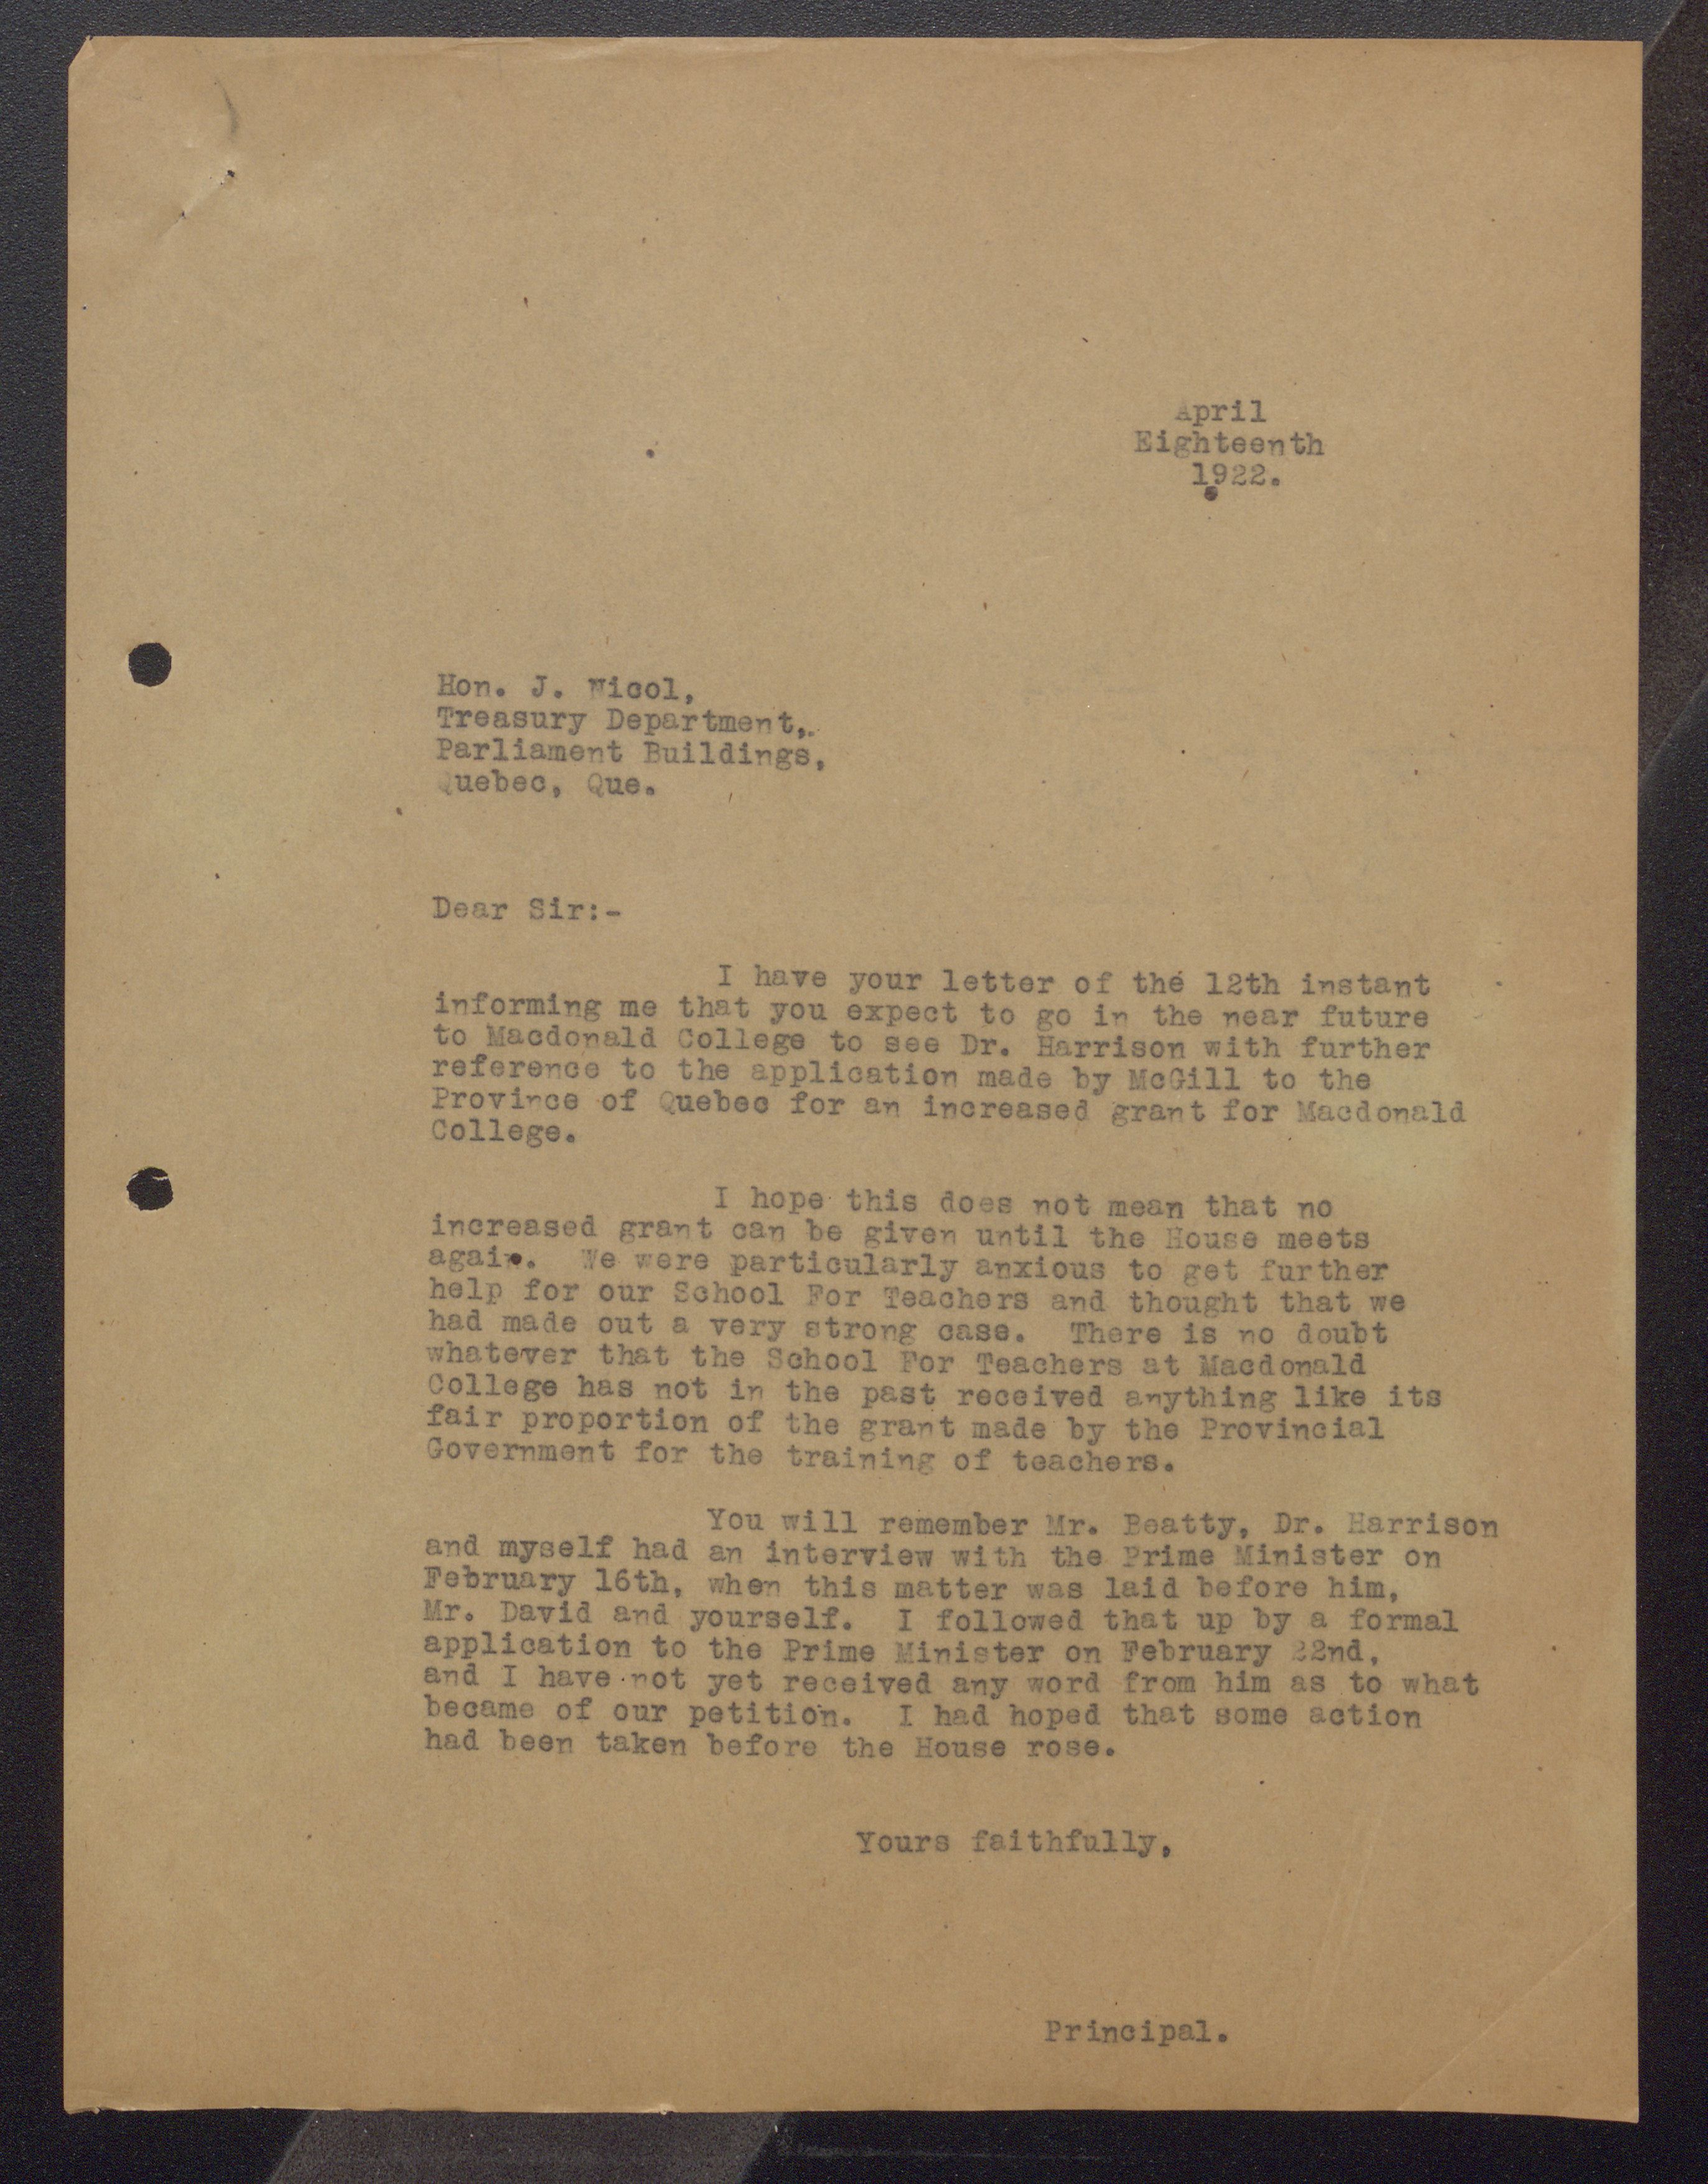 April
Eighteenth
1922.
Hon. J. Nicol,
Treasury Department,
Parliament Buildings,
Quebec, Que.
Dear Sir:-
I have your letter of the 12th instant
informing me that you expect to go in the near future
to Macdonald College to see Dr. Harrison with further
reference to the application made by McGill to the
Province of Quebec for an increased grant for Macdonald
College.
I hope this does not mean that no
increased grant can be given until the House meets
again. We were particularly anxious to get further
help for our School For Teachers and thought that we
had made out a very strong case. There is no doubt
whatever that the School For Teachers at Macdonald
College has not in the past received anything like its
fair proportion of the grant made by the Provincial
Government for the training of teachers.
You will remember Mr. Beatty, Dr. Harrison
and myself had an interview with the Prime Minister on
February 16th, when this matter was laid before him,
Mr. David and yourself. I followed that up by a formal
application to the Prime Minister on February 22nd,
and I have not yet received any word from him as to what
became of our petition. I had hoped that some action
had been taken before the House rose.
Yours faithfully,
Principal.